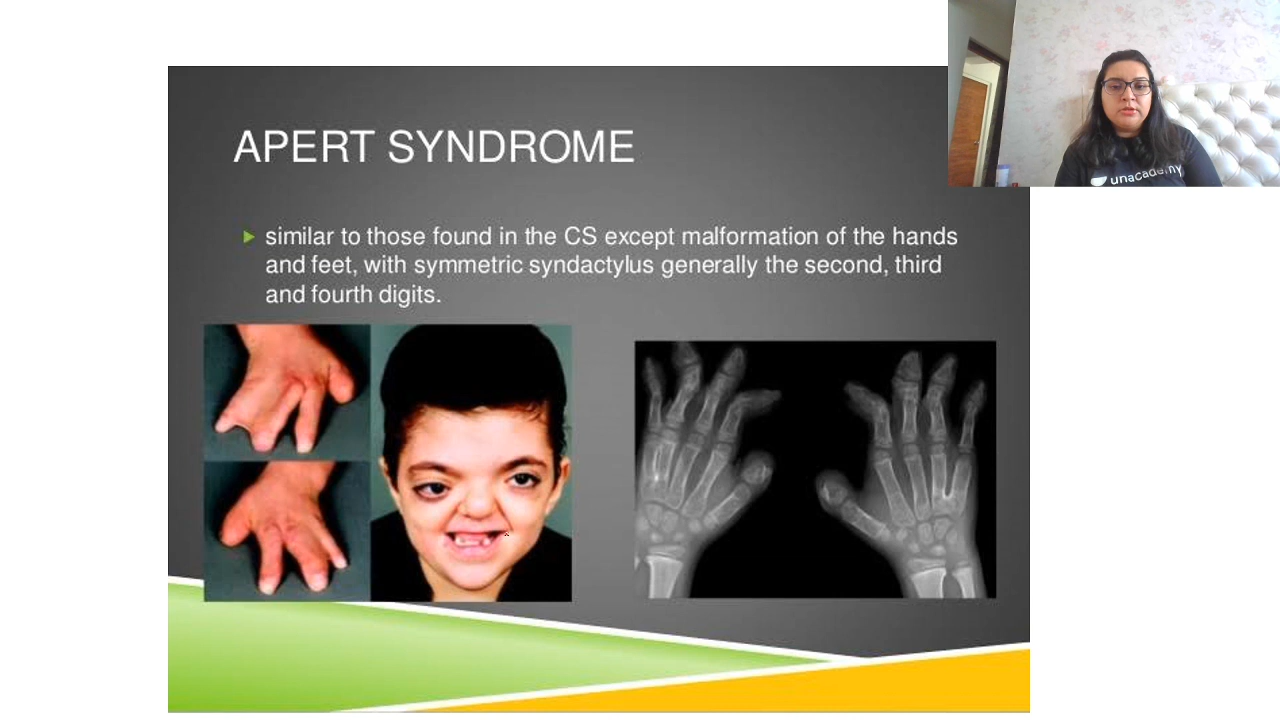 APERT SYNDROME
similar to those found in the CS except malformation of the hands
and feet, with symmetric syndactylus generally the second, third
and fourth digits.
unacademy